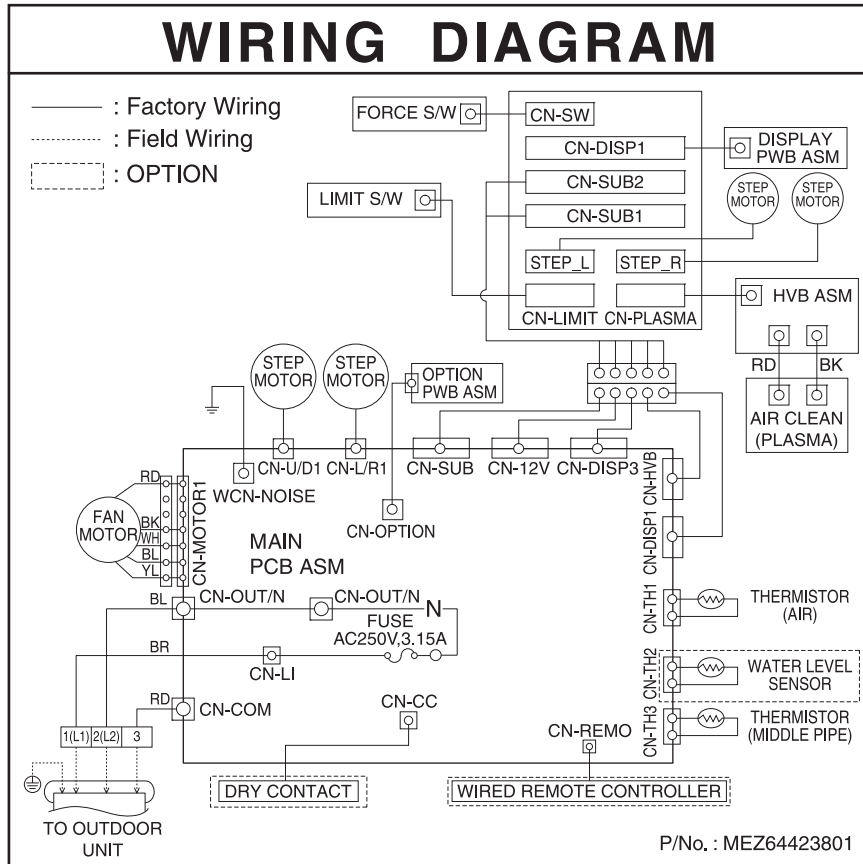 WIRING DIAGRAM
: Factory Wiring
: Field Wiring
: OPTION
FORCE S/W
CN-SW
CN-DISP1
DISPLAY
PWB ASM
CN-SUB2
LIMIT S/W
CN-SUB1
STEP
MOTOR
STEP
MOTOR
STEP_L
STEP_R
CN-LIMIT
CN-PLASMA
HVB ASM
RD
BK
AIR CLEAN
(PLASMA)
STEP
MOTOR
STEP
MOTOR
OPTION
PWB ASM
CN-U/D1
CN-L/R1
CN-SUB
CN-12V
CN-DISP3
CN-HVB
WCN-NOISE
CN-OPTION
CN-DISP1
FAN
MOTOR
RD
BK
WH
BL
YL
CN-MOTOR1
MAIN
PCB ASM
BL
CN-OUT/N
CN-OUT/N
N
FUSE
AC250V,3.15A
BR
CN-LI
CN-TH1
THERMISTOR
(AIR)
CN-TH2
WATER LEVEL
SENSOR
CN-TH3
THERMISTOR
(MIDDLE PIPE)
RD
CN-COM
CN-CC
CN-REMO
1(L1) 2(L2) 3
DRY CONTACT
WIRED REMOTE CONTROLLER
TO OUTDOOR
UNIT
P/No. : MEZ64423801